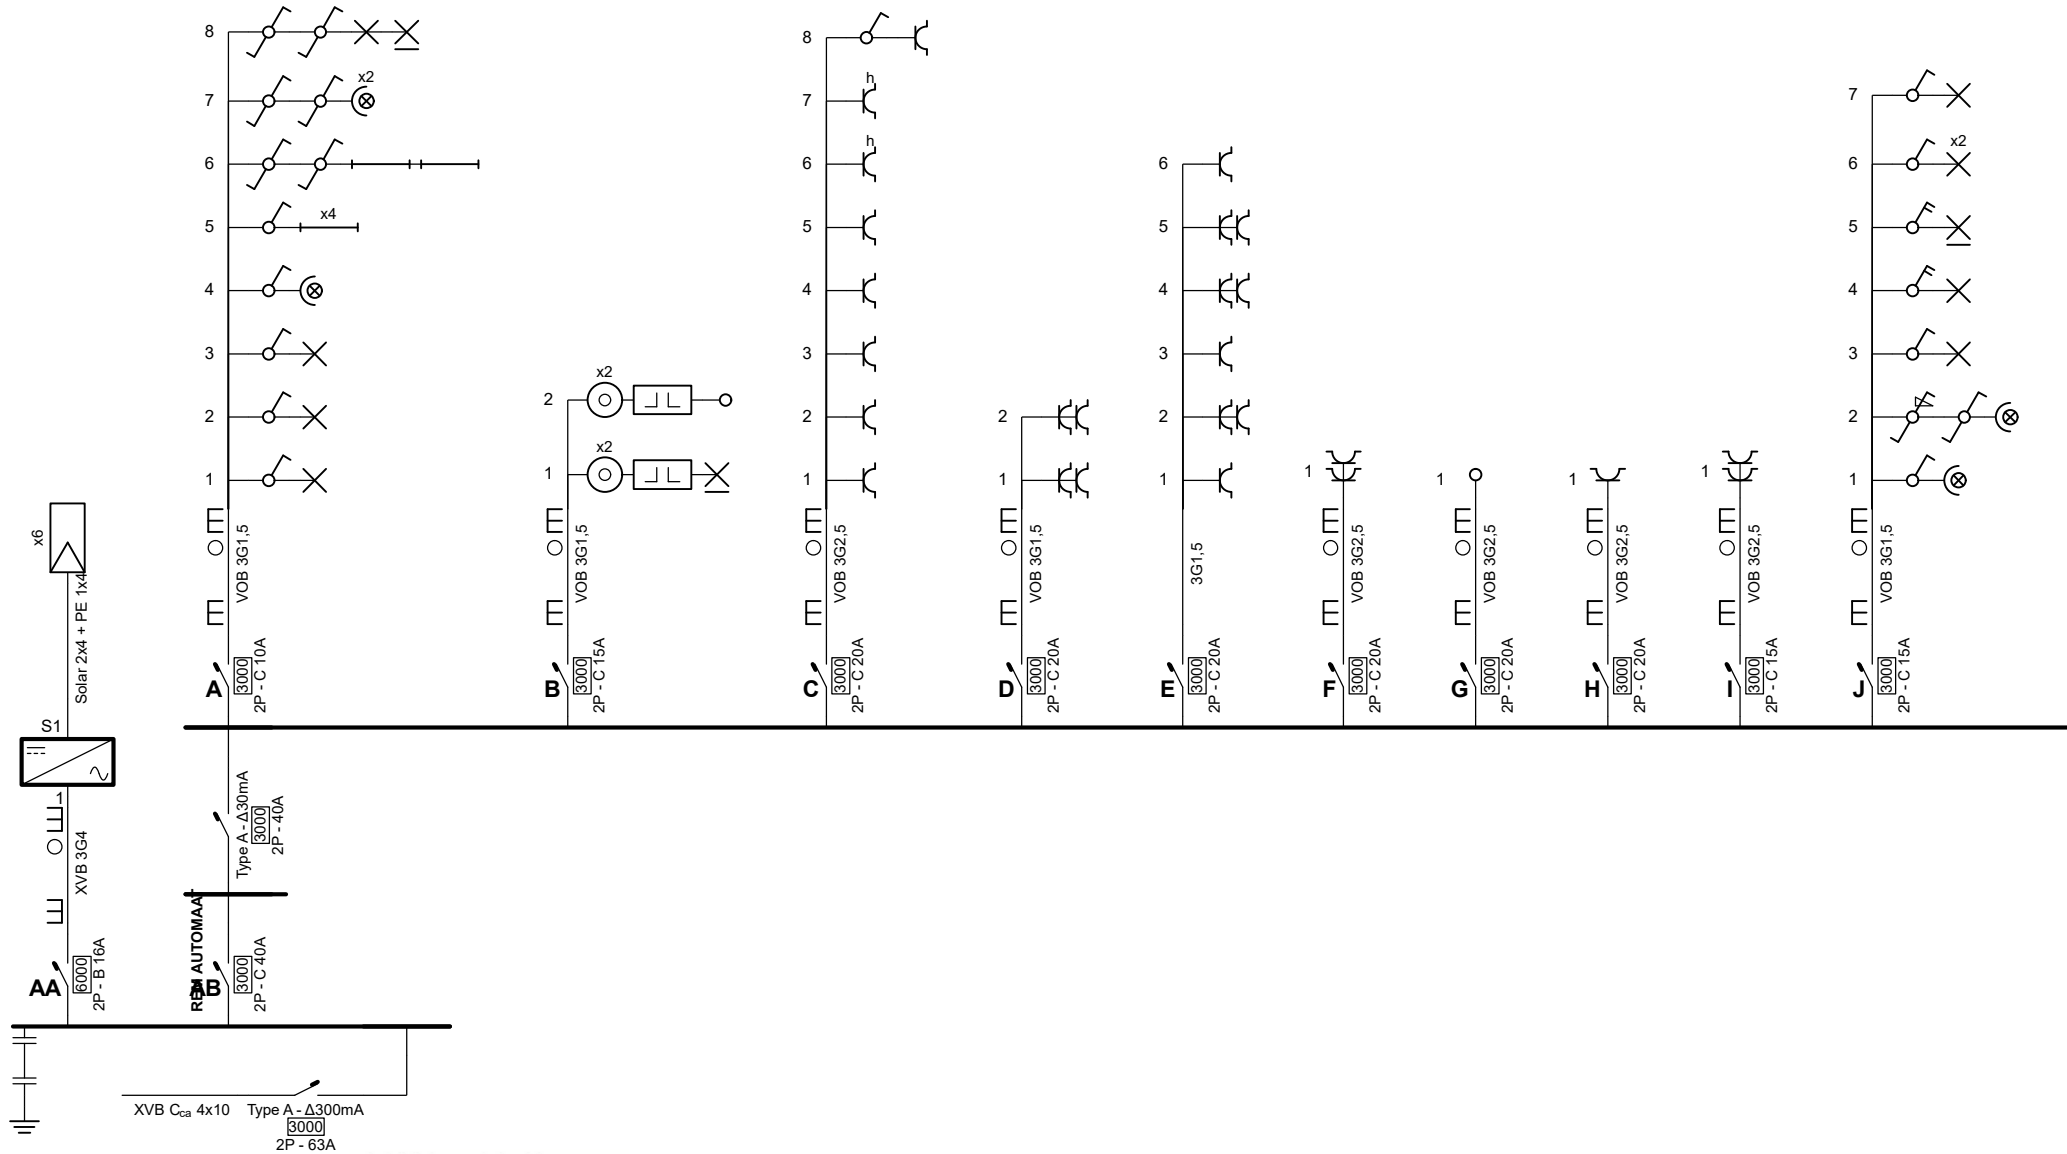 8
7
x2
6
5
x4
4
3
2
1
VOB 3G1,5
A
3000
2P - C 10A
2
x2
1
x2
VOB 3G1,5
B
3000
2P - C 15A
8
7
h
6
h
5
4
3
2
1
VOB 3G2,5
C
3000
2P - C 20A
2
1
VOB 3G1,5
D
3000
2P - C 20A
6
5
4
3
2
1
3G1,5
E
3000
2P - C 20A
1
VOB 3G2,5
F
3000
2P - C 20A
1
VOB 3G2,5
G
3000
2P - C 20A
1
VOB 3G2,5
H
3000
2P - C 20A
1
VOB 3G2,5
I
3000
2P - C 15A
7
6
x2
5
4
3
2
1
VOB 3G1,5
J
3000
2P - C 15A
x6
Solar 2x4 + PE 1x4
S1
1
XVB 3G4
AA
6000
2P - B 16A
Type A - Δ30mA
3000
2P - 40A
AUTOMAAT
AB
3000
2P - C 40A
XVB Cca 4x10
Type A - Δ300mA
3000
2P - 63A